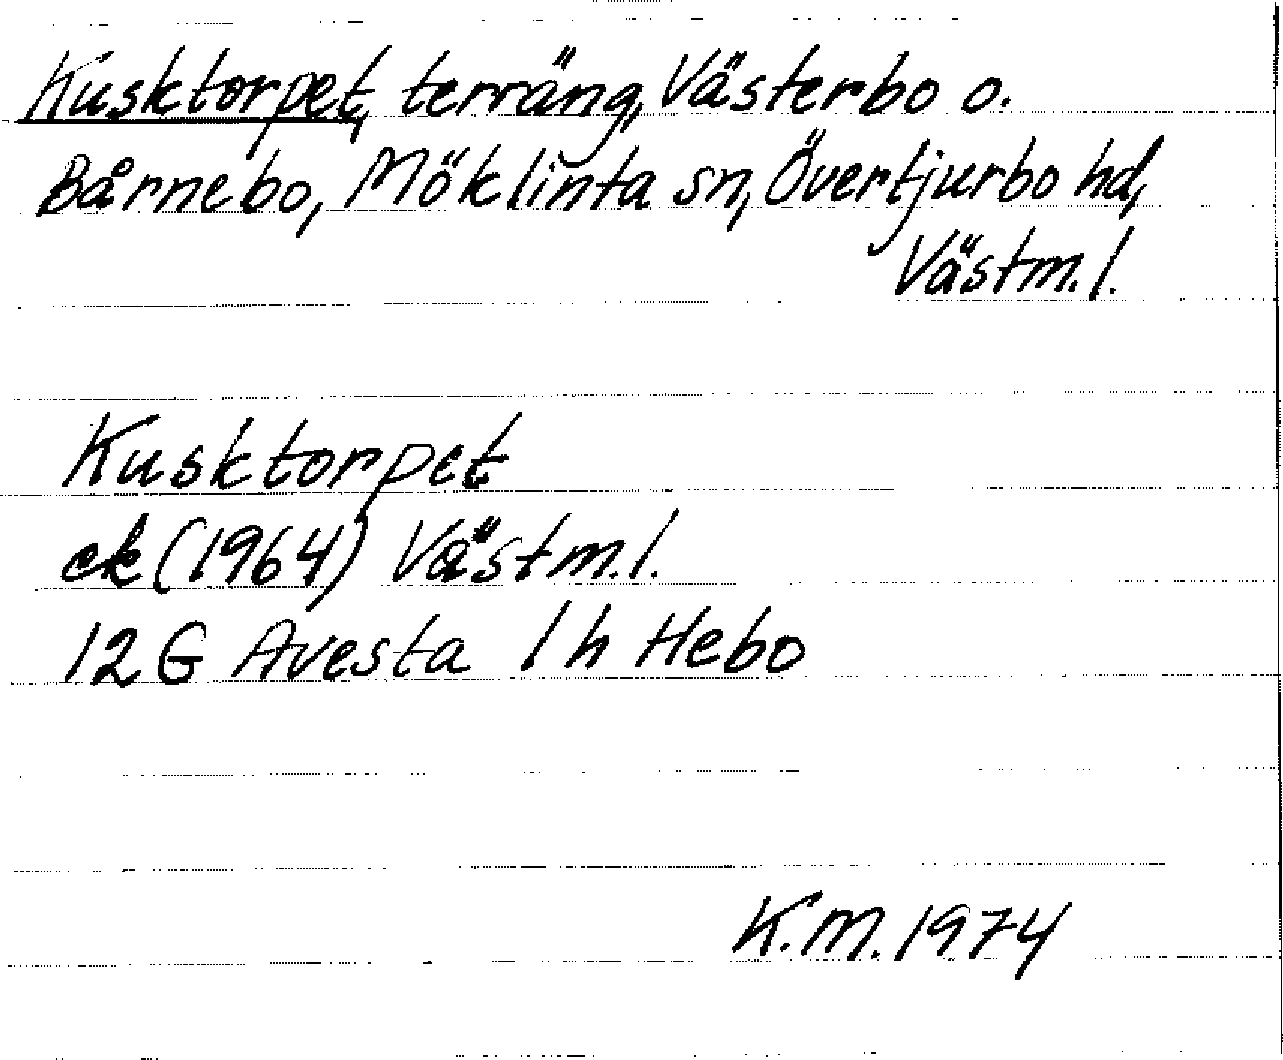 Kusktorpet, terräng, Västerbo o.
Bårnebo, Möklinta sn, Övertjurbo hd,
Västm.l.
Kusktorpet
ek (1964) Västm.l.
12 G Avesta 1 h Hebo
K.M. 1974